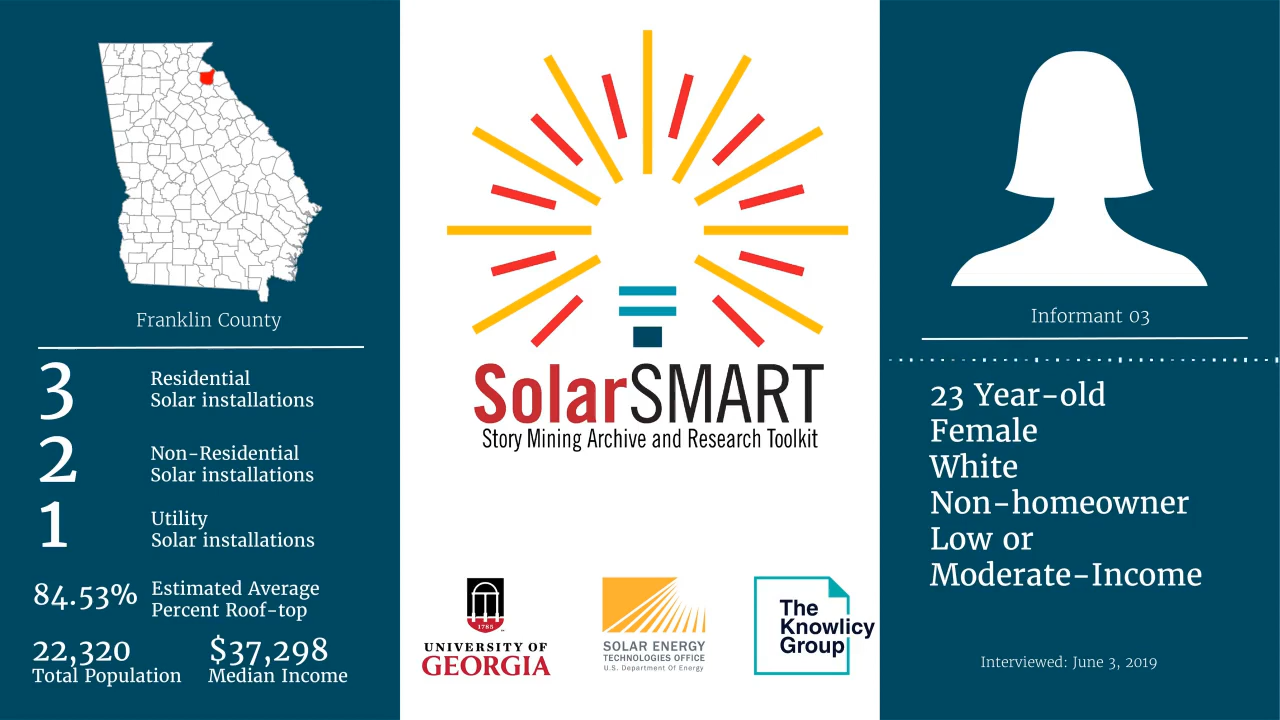 Franklin County
3
Residential
Solar installations
2
Non-Residential
Solar installations
1
Utility
Solar installations
84.53%
Estimated Average
Percent Roof-top
22,320
Total Population
$37,298
Median Income
SolarSMART
Story Mining Archive and Research Toolkit
1785
UNIVERSITY OF
GEORGIA
SOLAR ENERGY
TECHNOLOGIES OFFICE
U.S. Department Of Energy
The
Knowlicy
Group
Informant 03
23 Year-old
Female
White
Non-homeowner
Low or
Moderate-Income
Interviewed: June 3, 2019